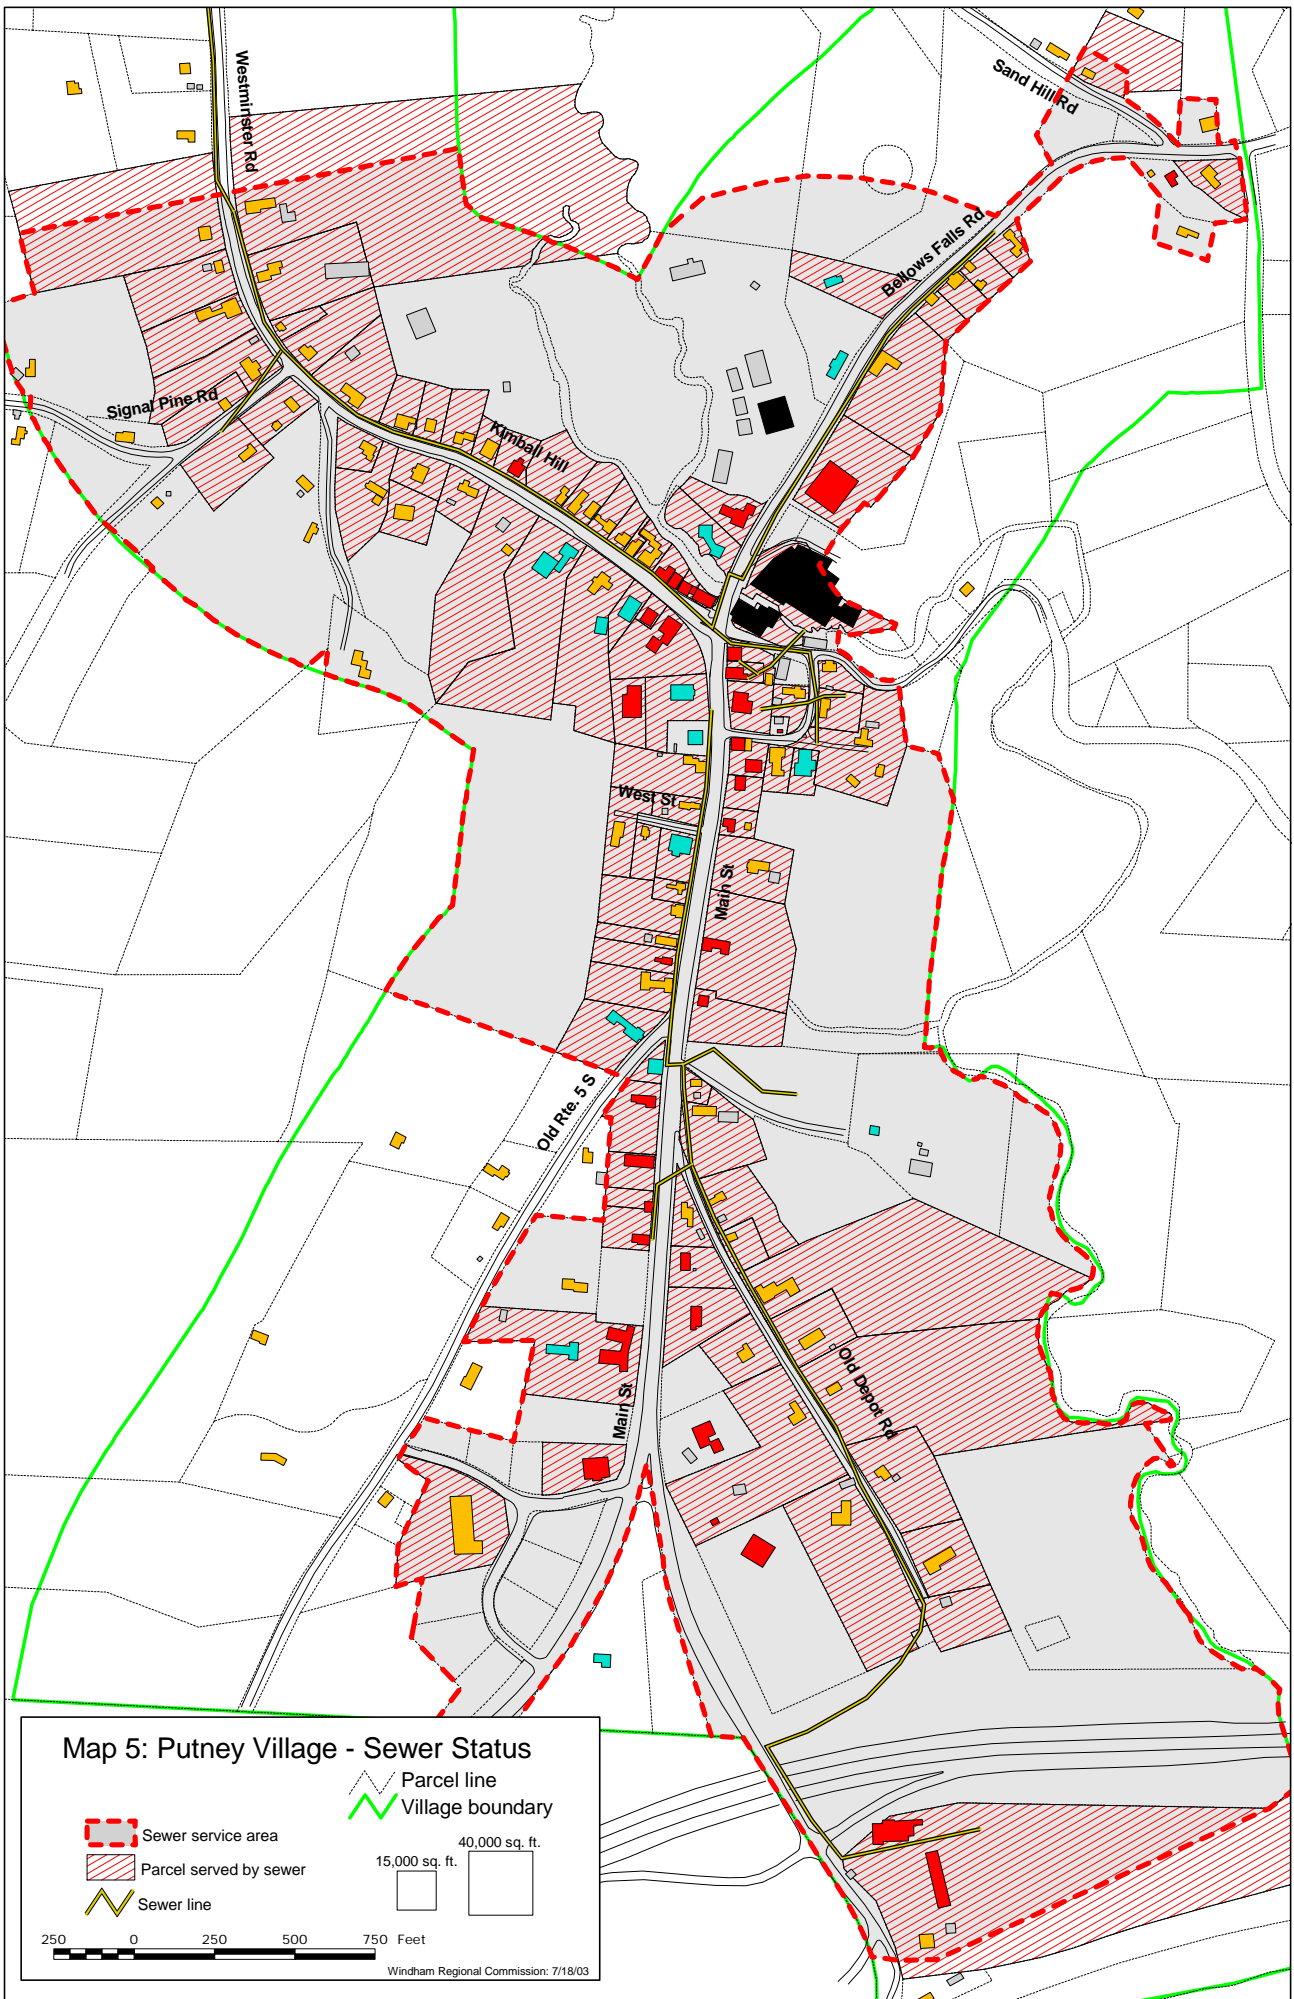 Westminster Rd
Sand Hill Rd
Bellows Falls Rd
Signal Pine Rd
Kimball Hill
West St
Main St
Old Rte. 5 S
Old Depot Rd
Main St
Map 5: Putney Village - Sewer Status
Parcel line
Village boundary
Sewer service area
Parcel served by sewer
Sewer line
15,000 sq. ft.
40,000 sq. ft.
250 0 250 500 750 Feet
Windham Regional Commission: 7/18/03